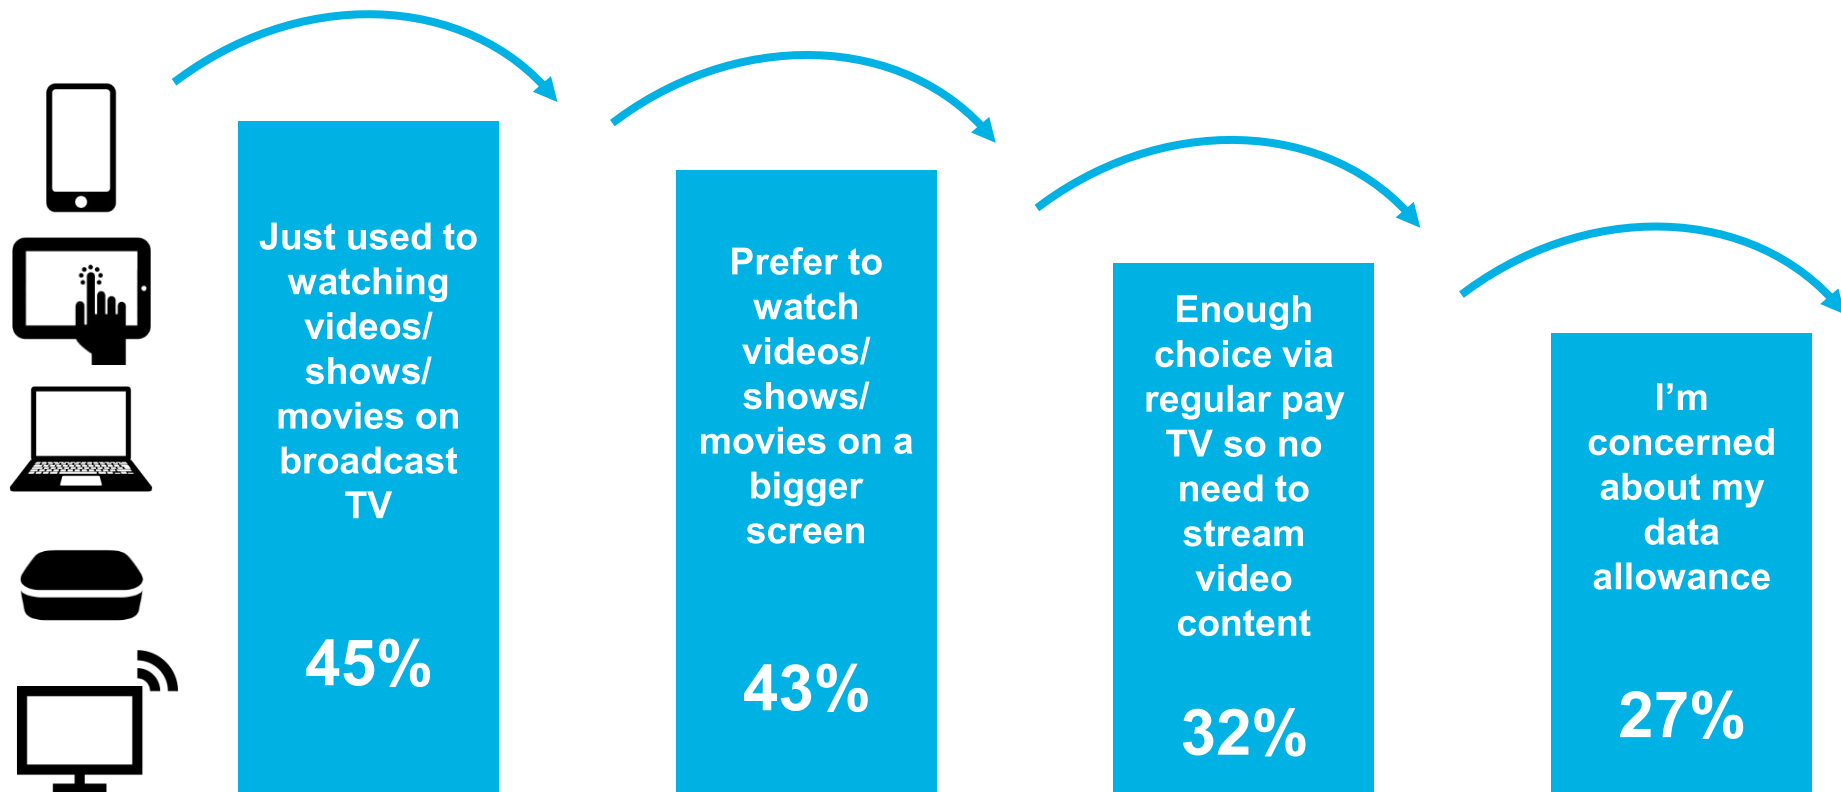 Just used to
watching
videos/
shows/
movies on
broadcast
TV
45%
Prefer to
watch
videos/
shows/
movies on a
bigger
screen
43%
Enough
choice via
regular pay
TV so no
need to
stream
video
content
32%
I’m
concerned
about my
data
allowance
27%